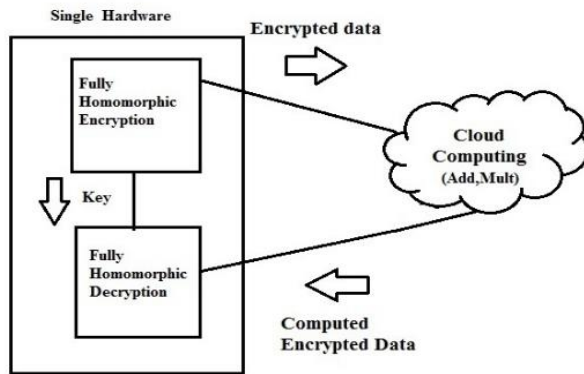 Single Hardware
Encrypted data
Fully
Homomorphic
Encryption
Cloud
Computing
(Add,Mult)
Key
Fully
Homomorphic
Decryption
Computed
Encrypted Data